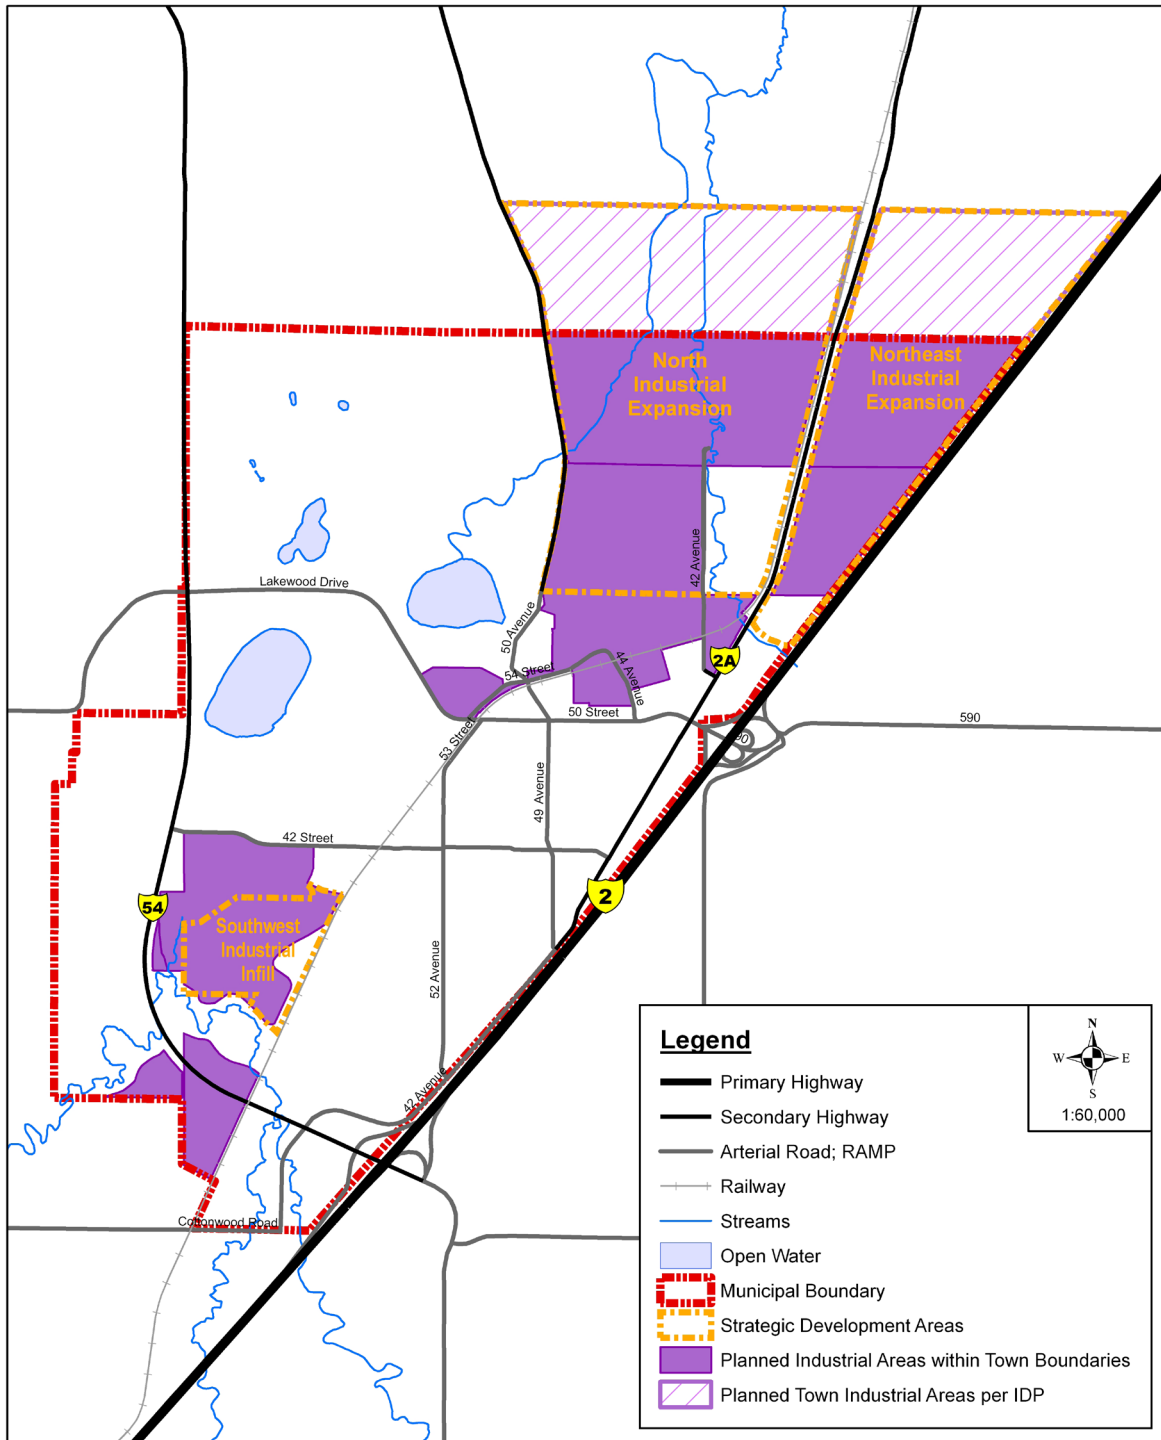 North
Industrial
Expansion
Northeast
Industrial
Expansion
42 Avenue
Lakewood Drive
50 Avenue
54 Street
44 Avenue
2A
50 Street
590
53 Street
49 Avenue
42 Street
2
54
Southwest
Industrial
Infill
52 Avenue
42 Avenue
Cottonwood Road
Legend
Primary Highway
Secondary Highway
Arterial Road; RAMP
Railway
Streams
Open Water
Municipal Boundary
Strategic Development Areas
Planned Industrial Areas within Town Boundaries
Planned Town Industrial Areas per IDP
N
W
E
S
1:60,000